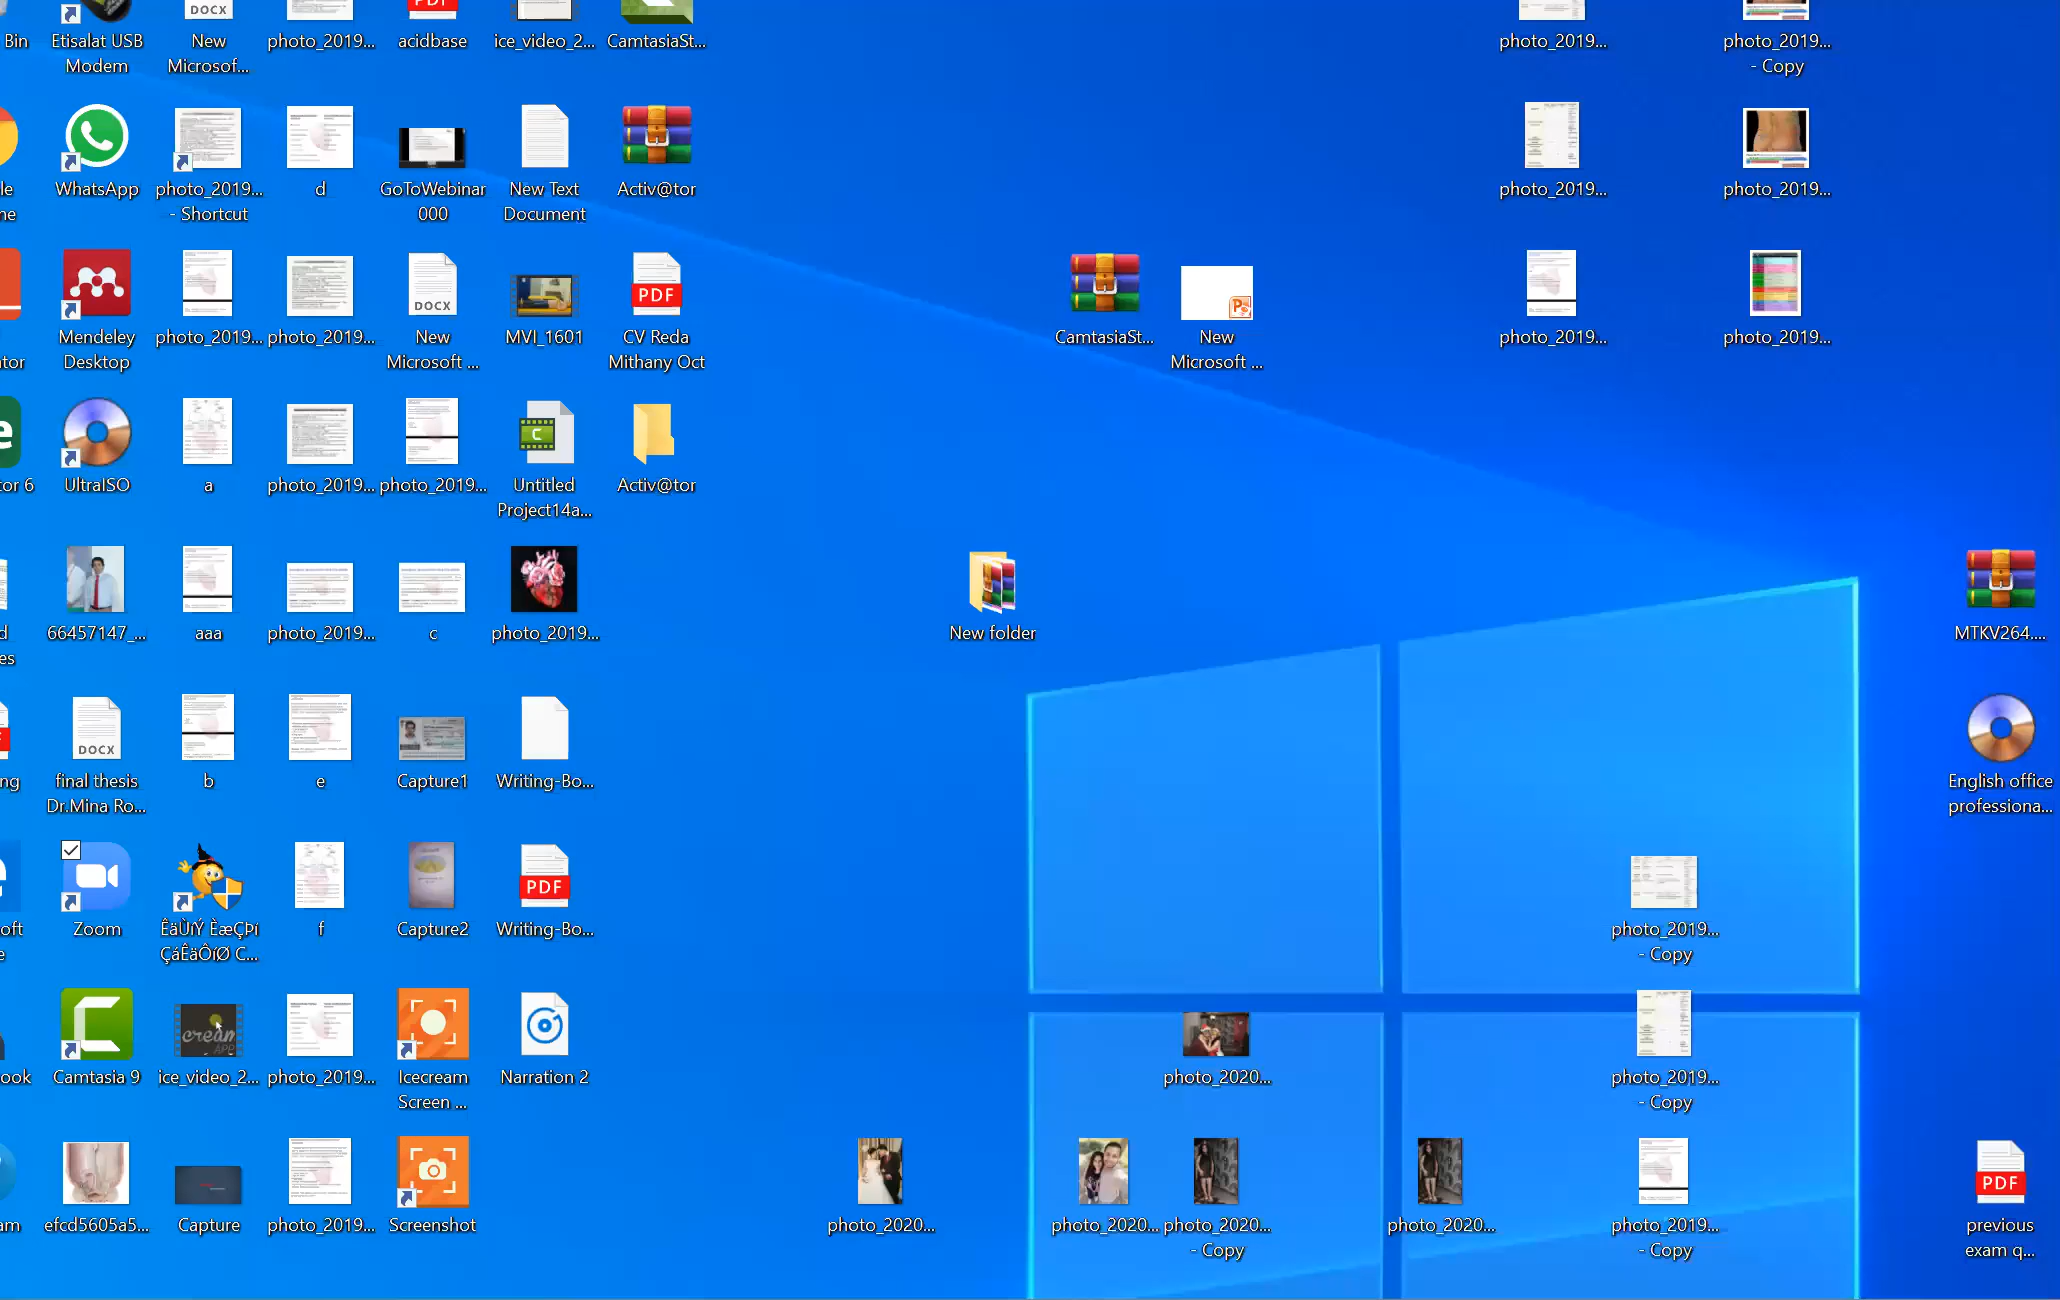 Bin
Etisalat USB
Modem
New
Microsof...
photo_2019...
acidbase
ice_video_2...
CamtasiaSt...
photo_2019...
photo_2019...
- Copy
WhatsApp
photo_2019...
- Shortcut
d
GoToWebinar
000
New Text
Document
Activ@tor
photo_2019...
photo_2019...
Mendeley
Desktop
photo_2019...
photo_2019...
DOCX
New
Microsoft ...
MVI_1601
PDF
CV Reda
Mithany Oct
CamtasiaSt...
New
Microsoft ...
photo_2019...
photo_2019...
tor 6
UltraISO
a
photo_2019...
photo_2019...
Untitled
Project14a...
Activ@tor
66457147_...
aaa
photo_2019...
c
photo_2019...
New folder
MTKV264....
DOCX
final thesis
Dr.Mina Ro...
b
e
Capture1
Writing-Bo...
English office
professiona...
Zoom
ÊäÙíÝ ÈæÇÞí
ÇáÊäÔíØ C...
f
Capture2
PDF
Writing-Bo...
photo_2019...
- Copy
Camtasia 9
cream
APP
ice_video_2...
photo_2019...
Icecream
Screen ...
Narration 2
photo_2020...
photo_2019...
- Copy
efcd5605a5...
Capture
photo_2019...
Screenshot
photo_2020...
photo_2020...
photo_2020...
- Copy
photo_2020...
photo_2019...
- Copy
PDF
previous
exam q...